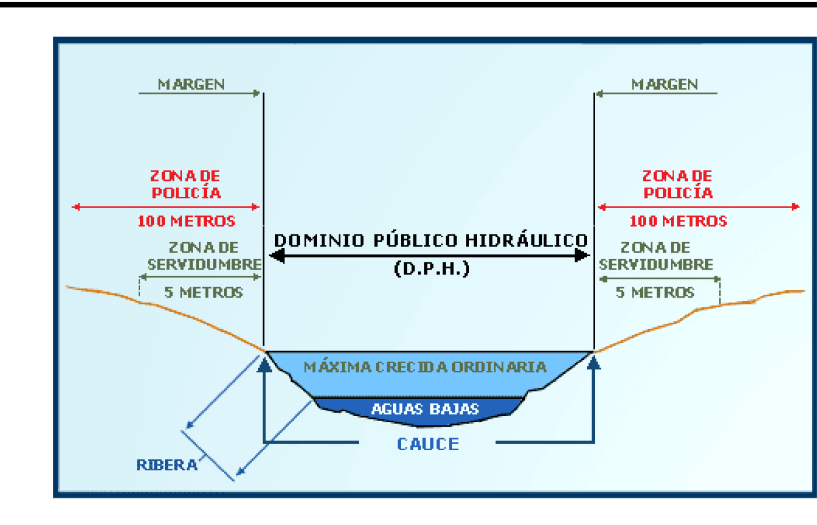 MARGEN
MARGEN
ZONA DE
POLICÍA
100 METROS
ZONA DE
POLICÍA
100 METROS
DOMINIO PÚBLICO HIDRÁULICO
(D.P.H.)
ZONA DE
SERVIDUMBRE
5 METROS
ZONA DE
SERVIDUMBRE
5 METROS
MÁXIMA CRECIDA ORDINARIA
AGUAS BAJAS
CAUCE
RIBERA